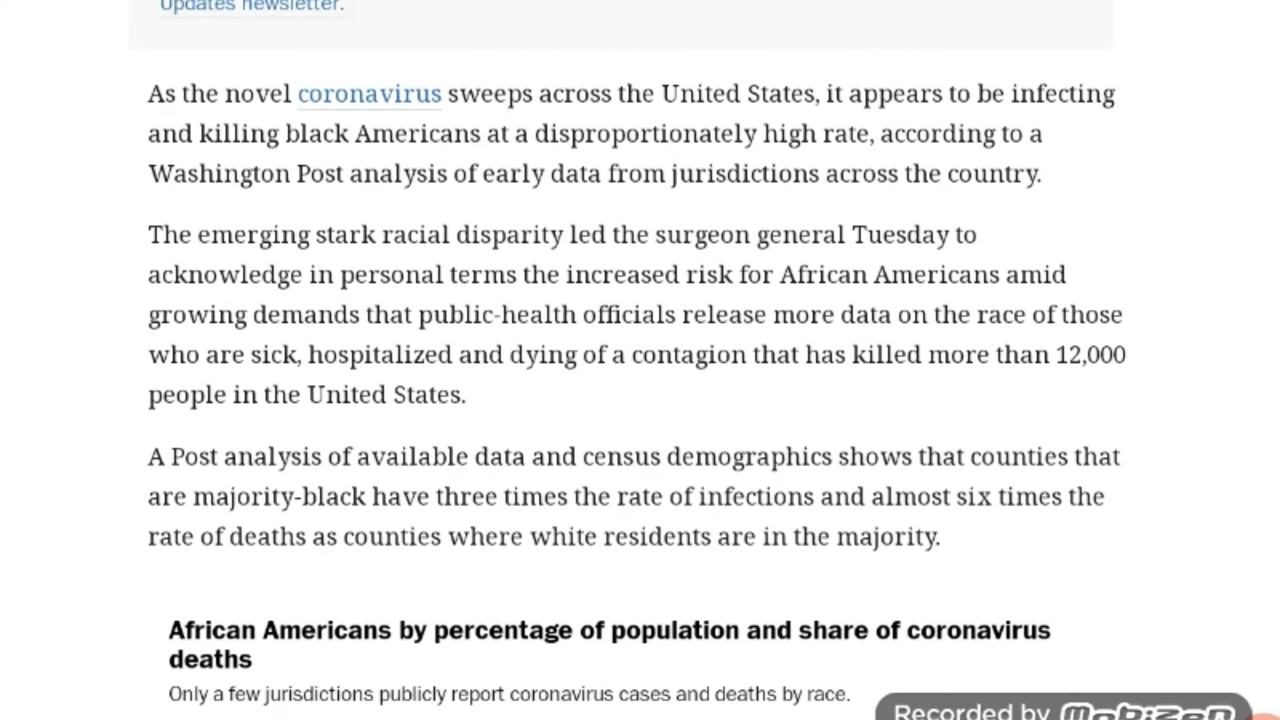 Updates newsletter.
As the novel coronavirus sweeps across the United States, it appears to be infecting
and killing black Americans at a disproportionately high rate, according to a
Washington Post analysis of early data from jurisdictions across the country.
The emerging stark racial disparity led the surgeon general Tuesday to
acknowledge in personal terms the increased risk for African Americans amid
growing demands that public-health officials release more data on the race of those
who are sick, hospitalized and dying of a contagion that has killed more than 12,000
people in the United States.
A Post analysis of available data and census demographics shows that counties that
are majority-black have three times the rate of infections and almost six times the
rate of deaths as counties where white residents are in the majority.
African Americans by percentage of population and share of coronavirus
deaths
Only a few jurisdictions publicly report coronavirus cases and deaths by race.
Recorded by MOBIZEN